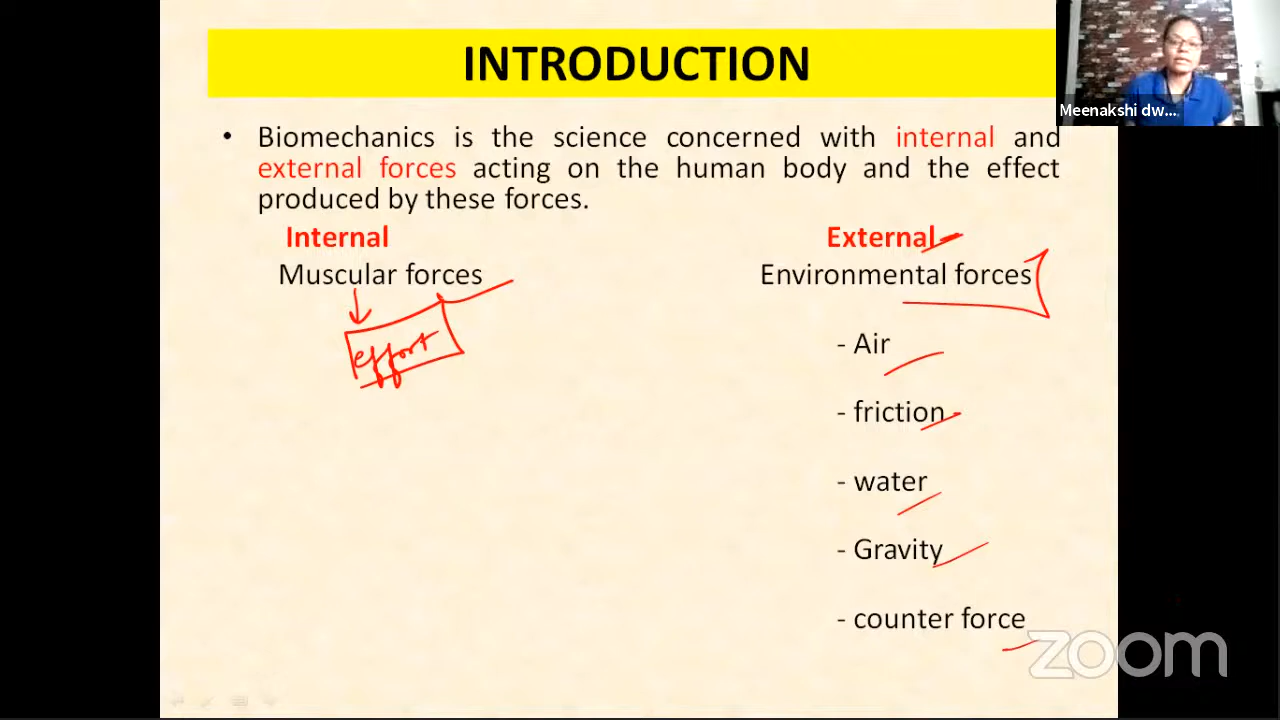 INTRODUCTION
Meenakshi dw...
• Biomechanics is the science concerned with internal and
external forces acting on the human body and the effect
produced by these forces.
Internal
External
Muscular forces
Environmental forces
effort
- Air
- friction
- water
- Gravity
- counter force
zoom